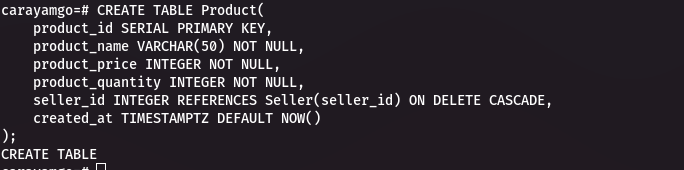 carayamgo=# CREATE TABLE Product(
    product_id SERIAL PRIMARY KEY,
    product_name VARCHAR(50) NOT NULL,
    product_price INTEGER NOT NULL,
    product_quantity INTEGER NOT NULL,
    seller_id INTEGER REFERENCES Seller(seller_id) ON DELETE CASCADE,
    created_at TIMESTAMPTZ DEFAULT NOW()
);
CREATE TABLE
carayamgo=#